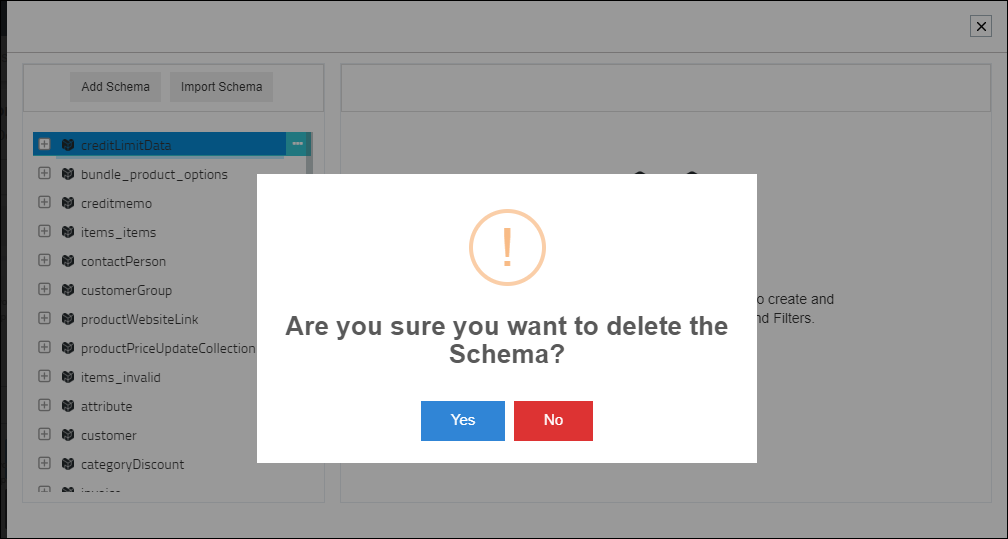 Add Schema
Import Schema
creditLimitData
bundle_product_options
creditmemo
items_items
contactPerson
customerGroup
productWebsiteLink
productPriceUpdateCollection
items_invalid
attribute
customer
categoryDiscount
o create and
nd Filters.
!
Are you sure you want to delete the
Schema?
Yes
No